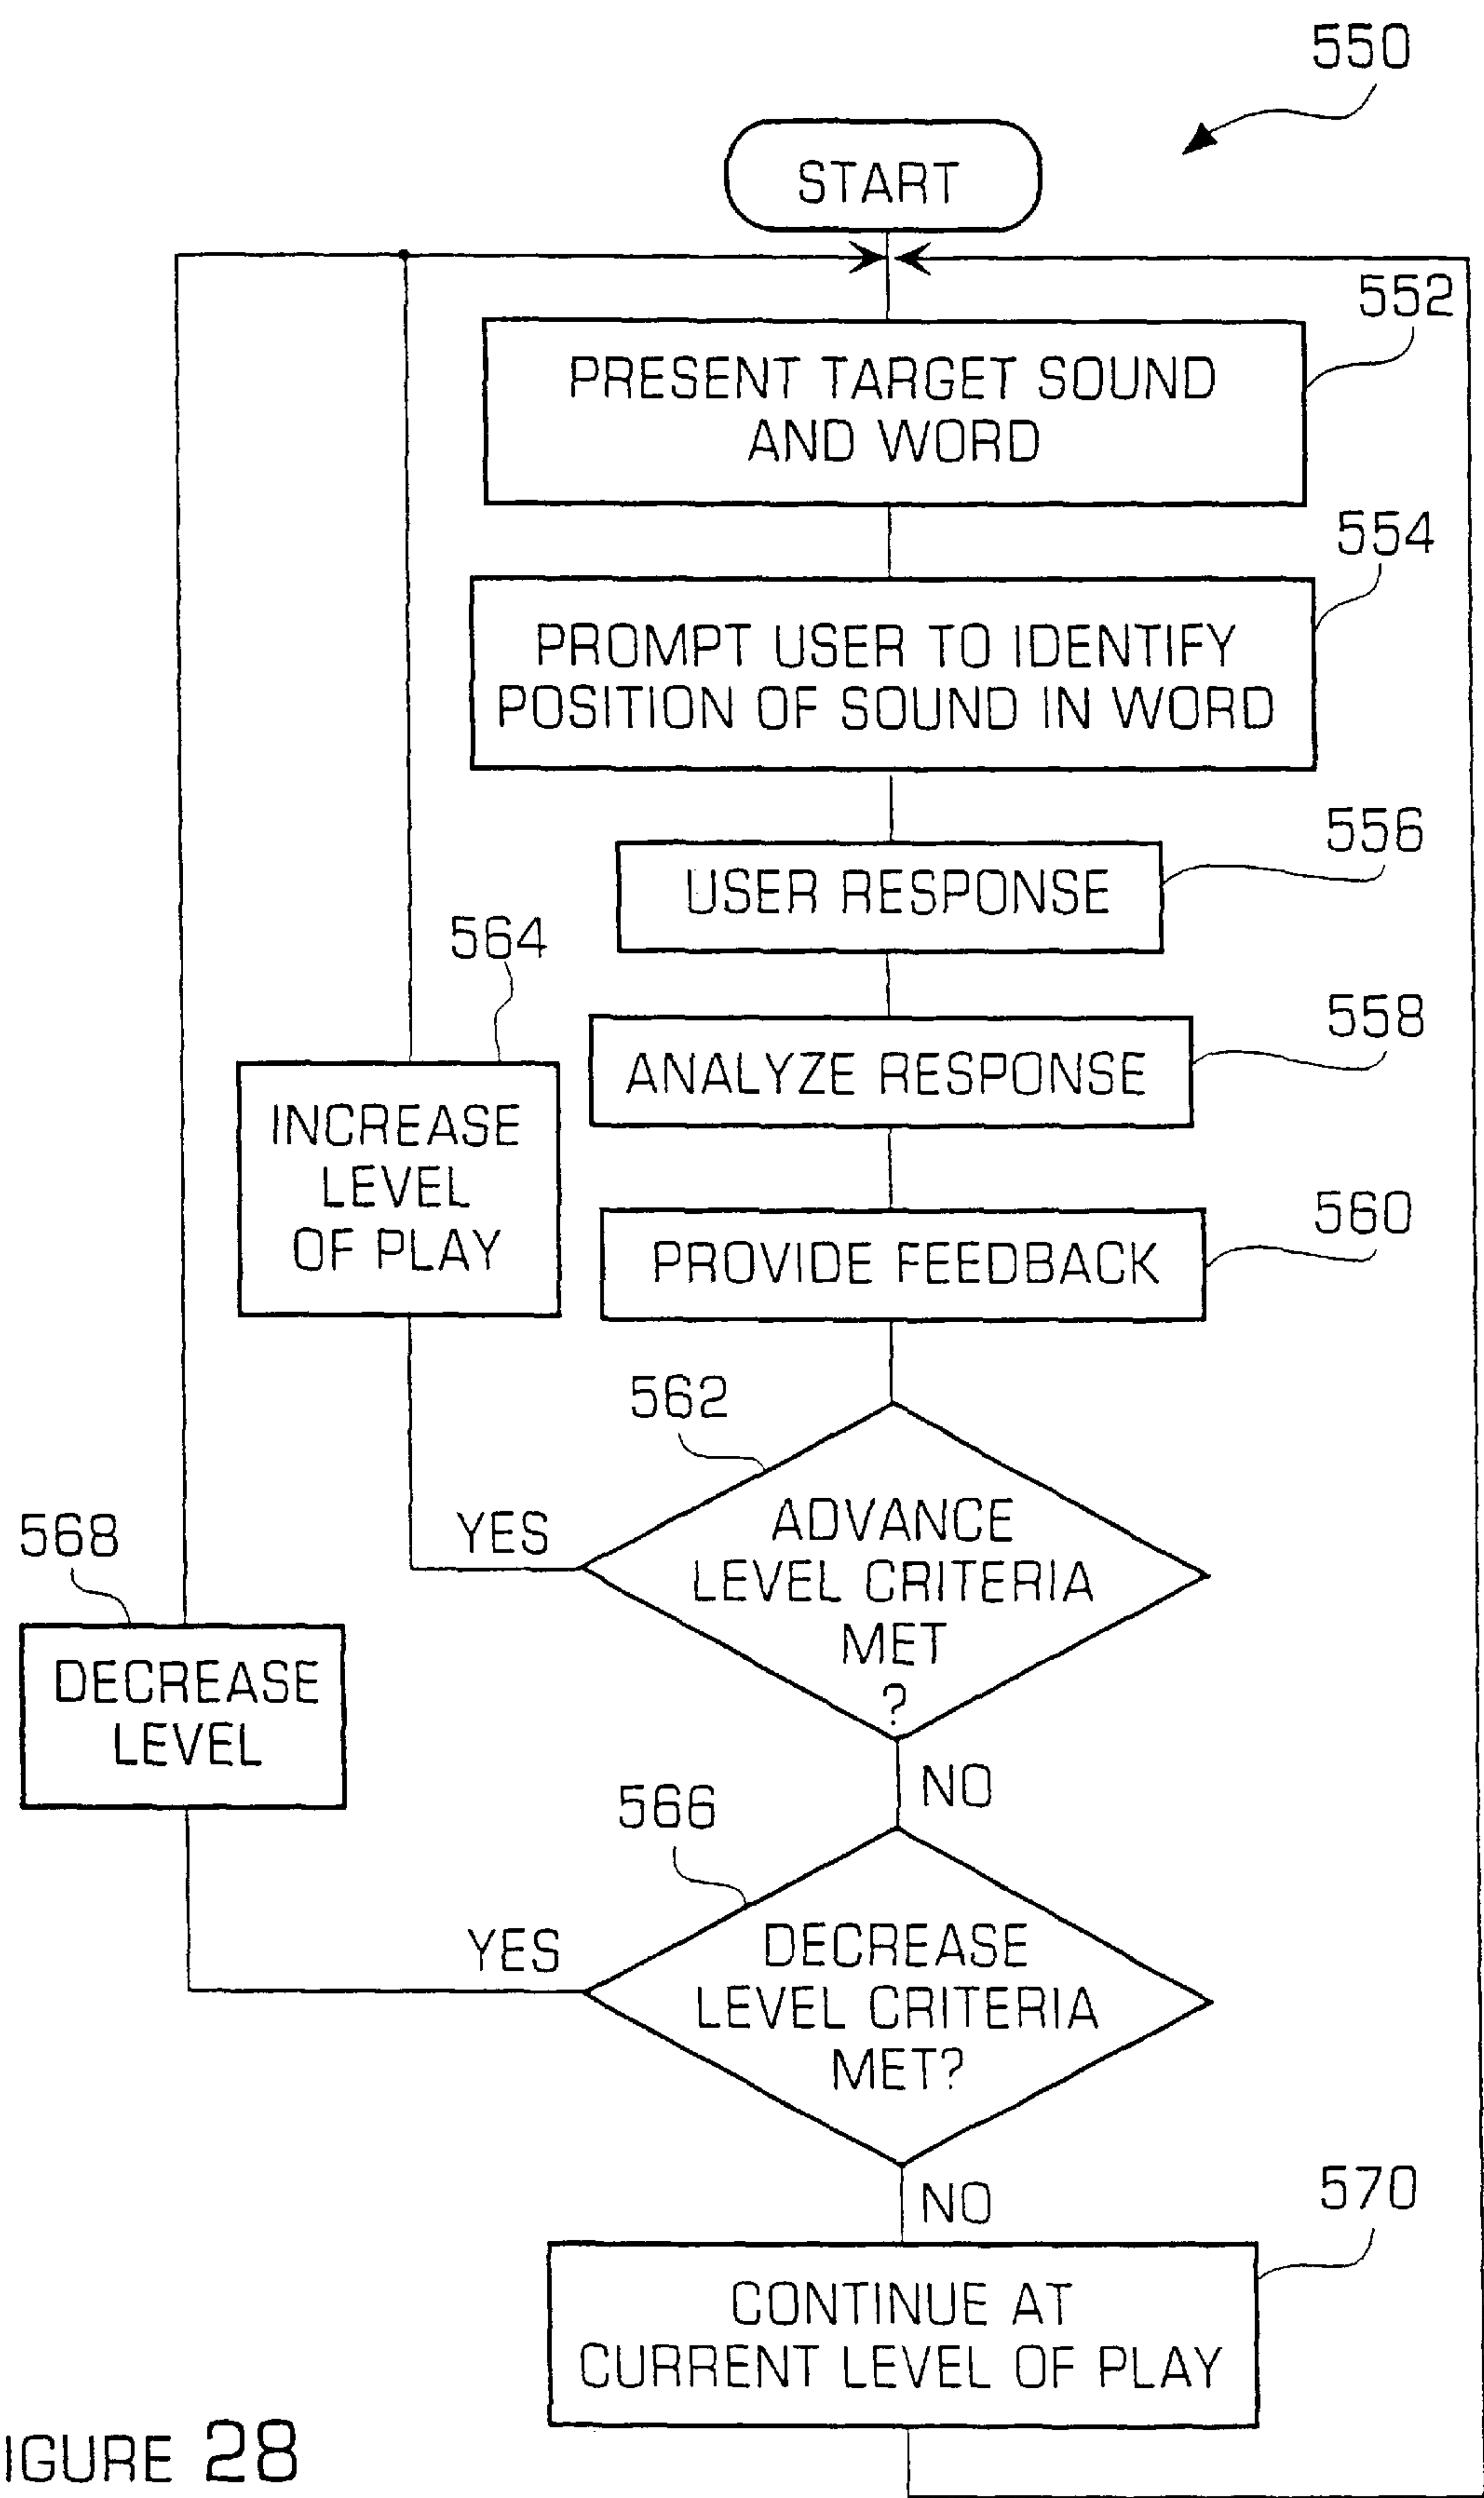 550
START
552
PRESENT TARGET SOUND
AND WORD
554
PROMPT USER TO IDENTIFY
POSITION OF SOUND IN WORD
556
USER RESPONSE
564
558
ANALYZE RESPONSE
INCREASE
LEVEL
OF PLAY
560
PROVIDE FEEDBACK
562
YES
ADVANCE
LEVEL CRITERIA
MET
?
568
DECREASE
LEVEL
NO
566
YES
DECREASE
LEVEL CRITERIA
MET?
NO
570
CONTINUE AT
CURRENT LEVEL OF PLAY
IGURE 28